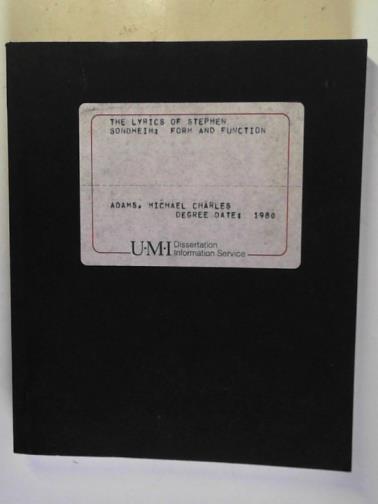 THE LYRICS OF STEPHEN
SONDHEIM: FORM AND FUNCTION
ADAMS, MICHAEL CHARLES
DEGREE DATE: 1980
U·M·I Dissertation
Information Service